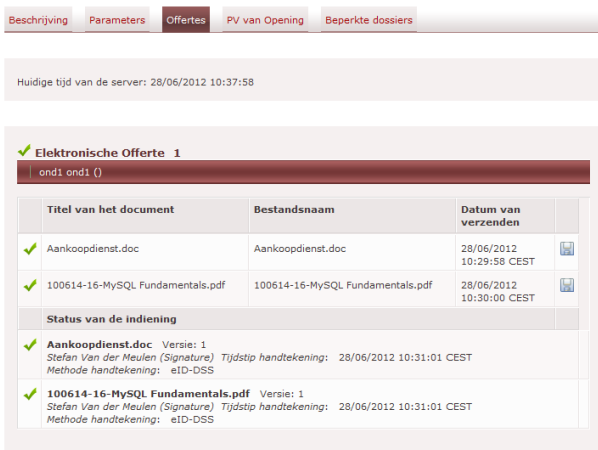 Beschrijving Parameters Offertes PV van Opening Beperkte dossiers
Huidige tijd van de server: 28/06/2012 10:37:58
Elektronische Offerte 1
ond1 ond1 ()
Titel van het document Bestandsnaam Datum van
verzenden
Aankoopdienst.doc Aankoopdienst.doc 28/06/2012
10:29:58 CEST
100614-16-MySQL Fundamentals.pdf 100614-16-MySQL Fundamentals.pdf 28/06/2012
10:30:00 CEST
Status van de indiening
Aankoopdienst.doc Versie: 1
Stefan Van der Meulen (Signature) Tijdstip handtekening: 28/06/2012 10:31:01 CEST
Methode handtekening: eID-DSS
100614-16-MySQL Fundamentals.pdf Versie: 1
Stefan Van der Meulen (Signature) Tijdstip handtekening: 28/06/2012 10:31:01 CEST
Methode handtekening: eID-DSS